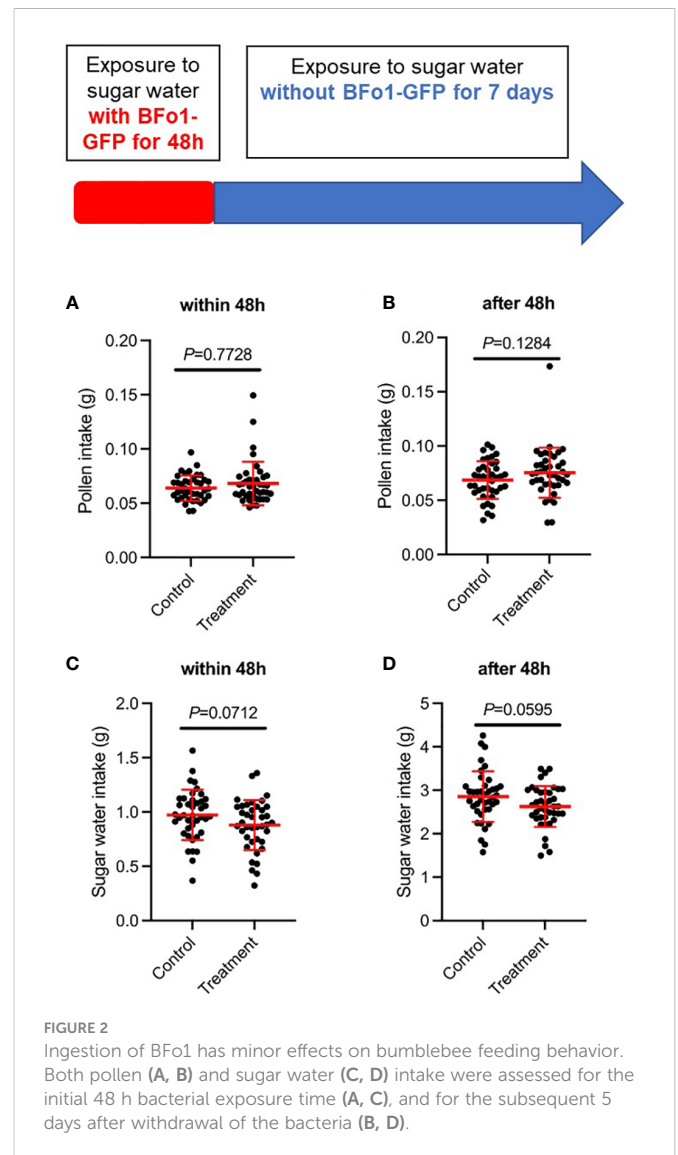 Exposure to
sugar water
with BFo1-
GFP for 48h
Exposure to sugar water
without BFo1-GFP for 7 days
A
within 48h
P=0.7728
0.20
0.15
0.10
0.05
0.00
Pollen intake (g)
Control
Treatment
B
after 48h
P=0.1284
0.20
0.15
0.10
0.05
0.00
Pollen intake (g)
Control
Treatment
C
within 48h
P=0.0712
2.0
1.5
1.0
0.5
0.0
Sugar water intake (g)
Control
Treatment
D
after 48h
P=0.0595
5
4
3
2
1
0
Sugar water intake (g)
Control
Treatment
FIGURE 2
Ingestion of BFo1 has minor effects on bumblebee feeding behavior.
Both pollen (A, B) and sugar water (C, D) intake were assessed for the
initial 48 h bacterial exposure time (A, C), and for the subsequent 5
days after withdrawal of the bacteria (B, D).